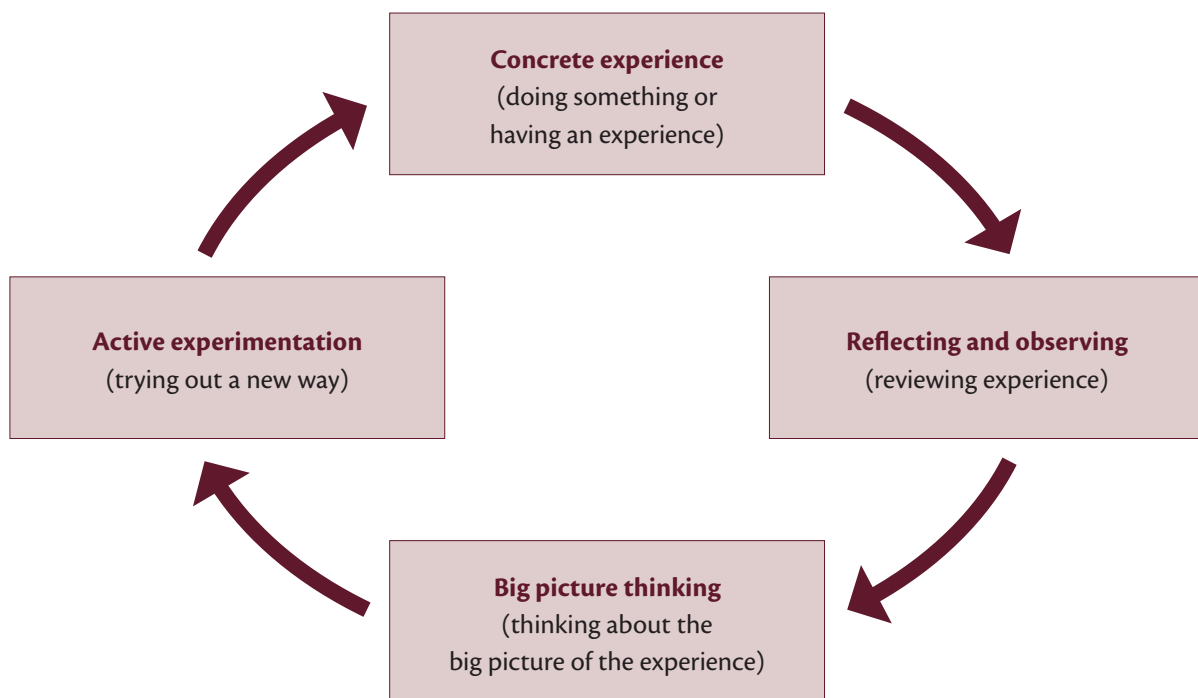 Concrete experience
(doing something or
having an experience)
Reflecting and observing
(reviewing experience)
Big picture thinking
(thinking about the
big picture of the experience)
Active experimentation
(trying out a new way)